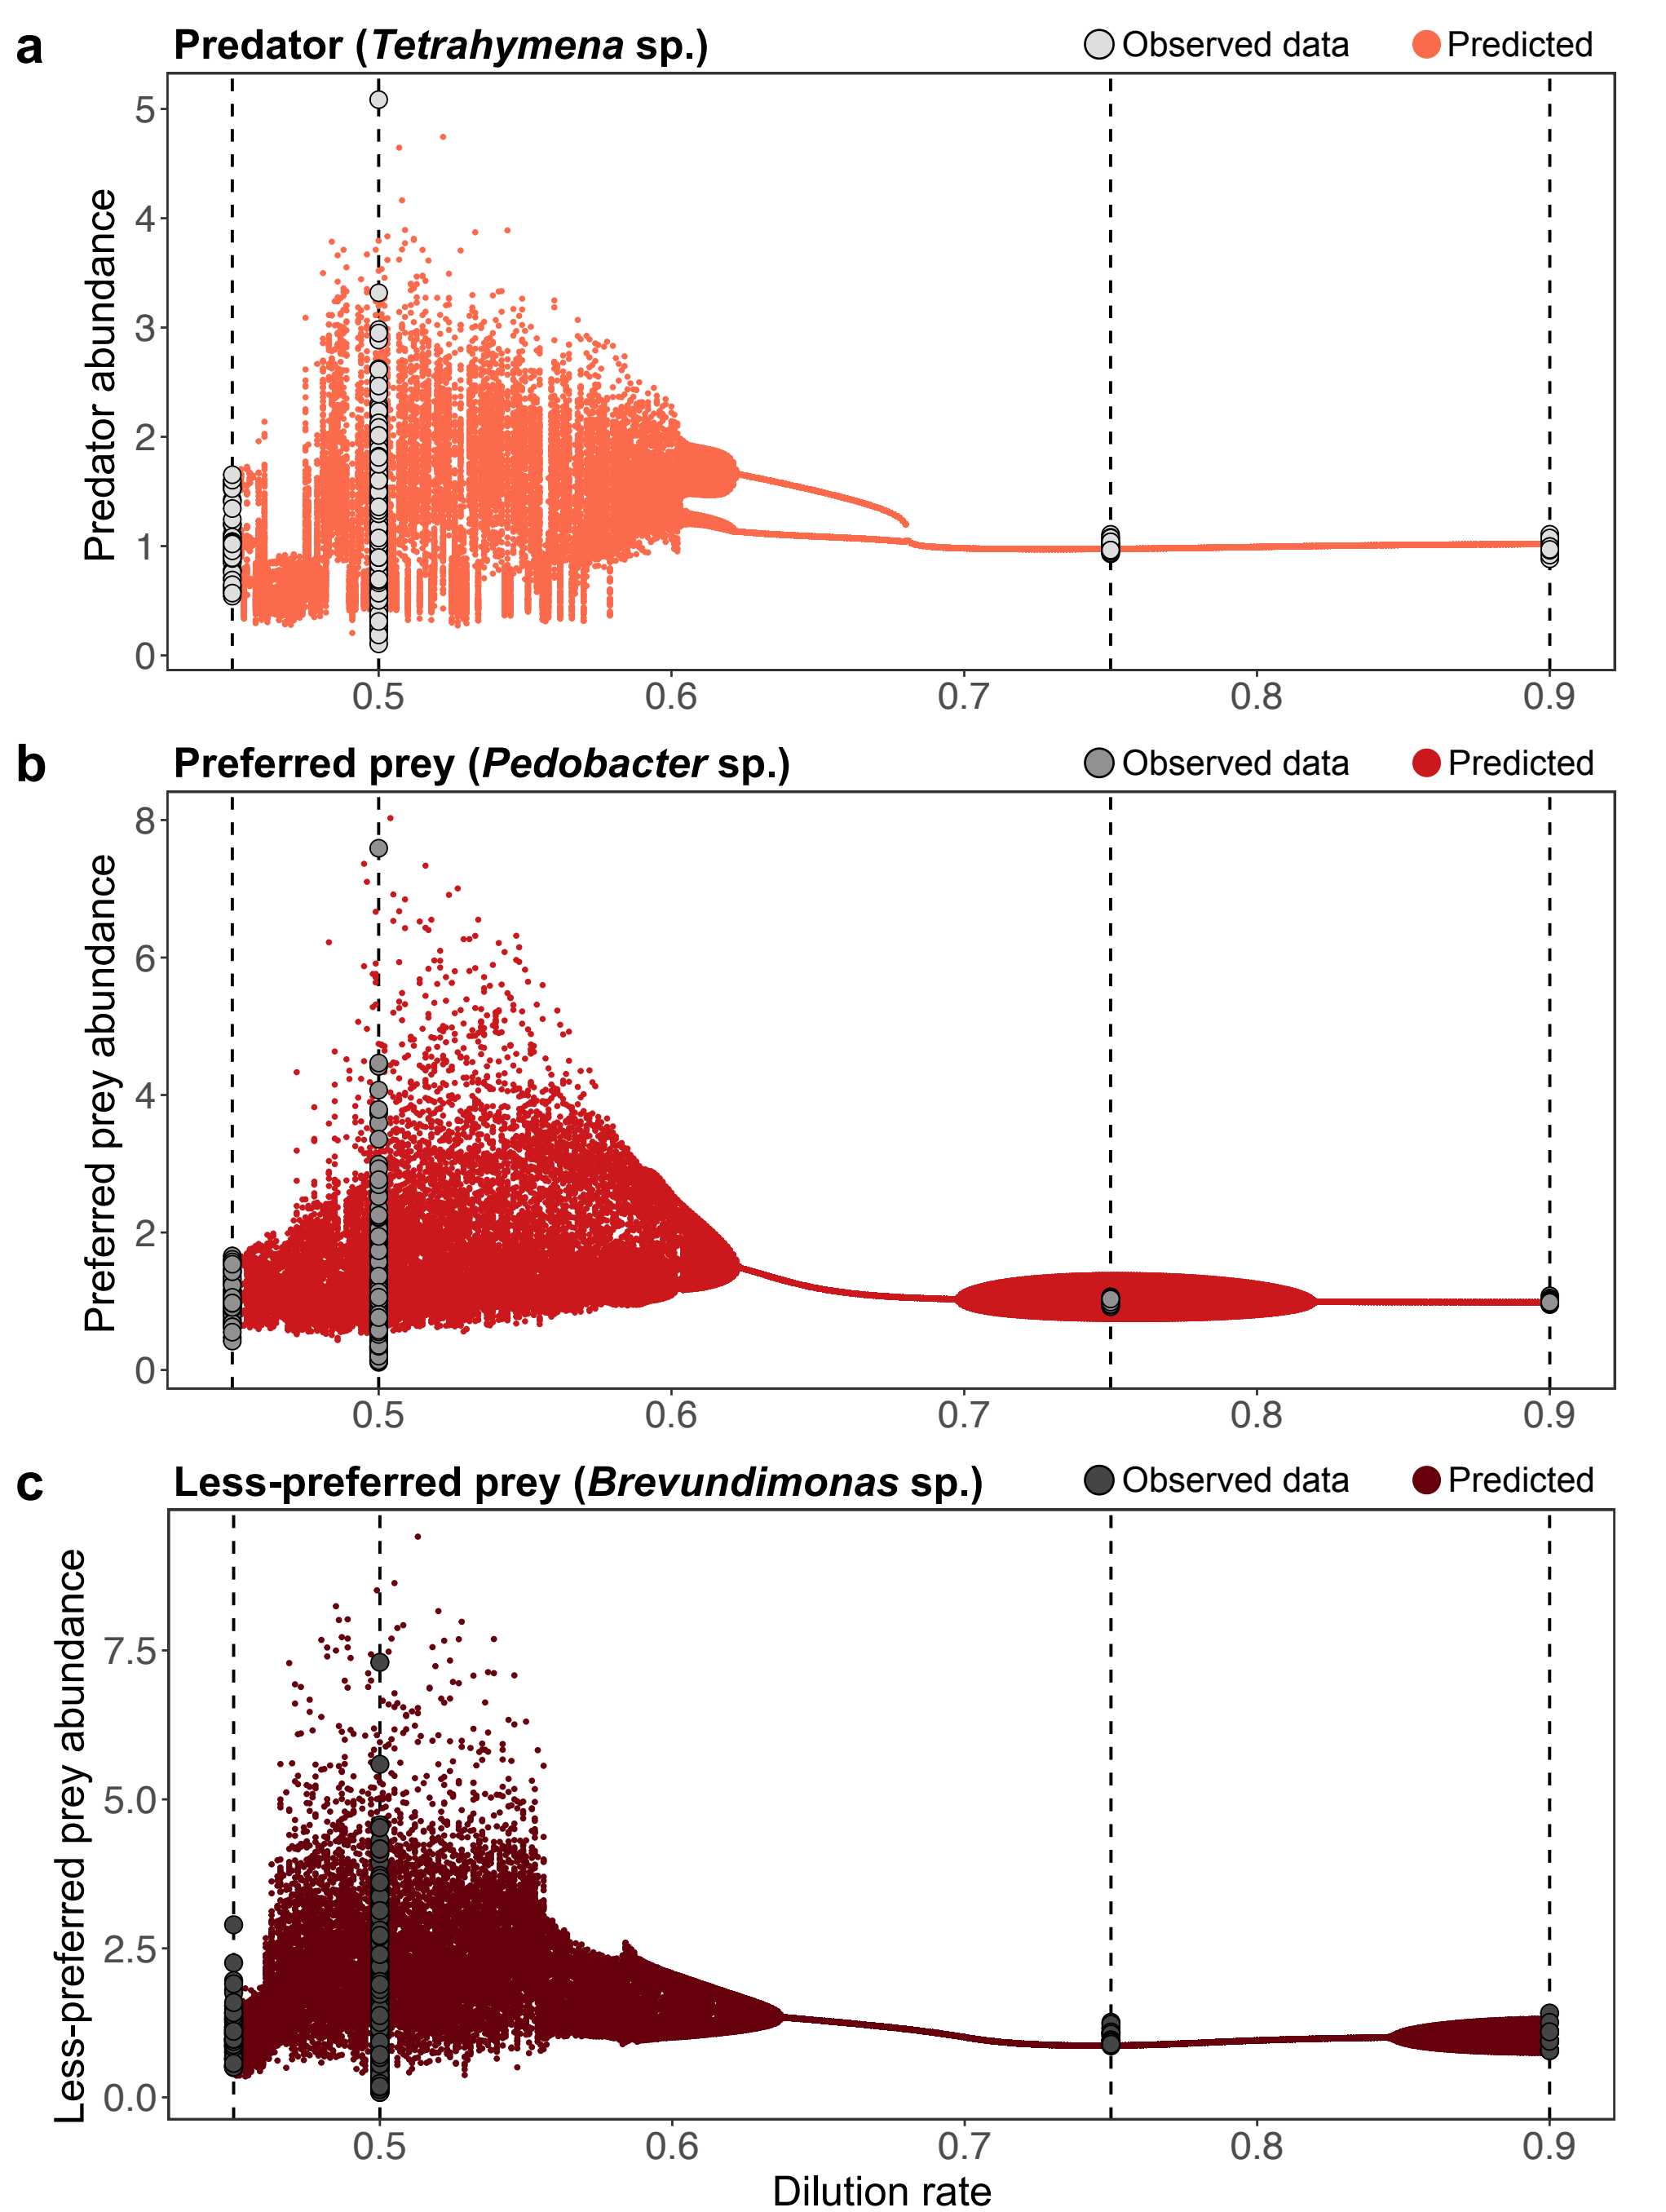 a Predator (Tetrahymena sp.) Observed data Predicted
Predator abundance
5
4
3
2
1
0
0.5 0.6 0.7 0.8 0.9
b Preferred prey (Pedobacter sp.) Observed data Predicted
Preferred prey abundance
8
6
4
2
0
0.5 0.6 0.7 0.8 0.9
c Less-preferred prey (Brevundimonas sp.) Observed data Predicted
Less-preferred prey abundance
7.5
5.0
2.5
0.0
0.5 0.6 0.7 0.8 0.9
Dilution rate